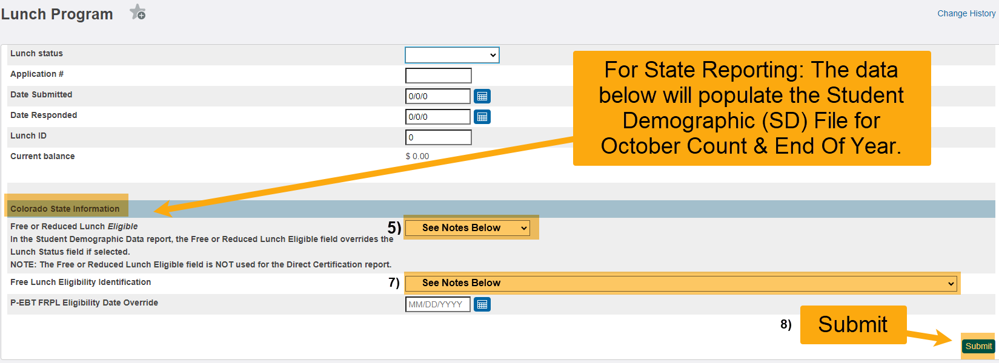 Lunch Program
Change History
Lunch status
Application #
Date Submitted
0/0/0
Date Responded
0/0/0
Lunch ID
0
Current balance
$ 0.00
For State Reporting: The data
below will populate the Student
Demographic (SD) File for
October Count & End Of Year.
Colorado State Information
Free or Reduced Lunch Eligible
In the Student Demographic Data report, the Free or Reduced Lunch Eligible field overrides the
Lunch Status field if selected.
NOTE: The Free or Reduced Lunch Eligible field is NOT used for the Direct Certification report.
5)
See Notes Below
Free Lunch Eligibility Identification
7)
See Notes Below
P-EBT FRPL Eligibility Date Override
MM/DD/YYYY
8)
Submit
Submit